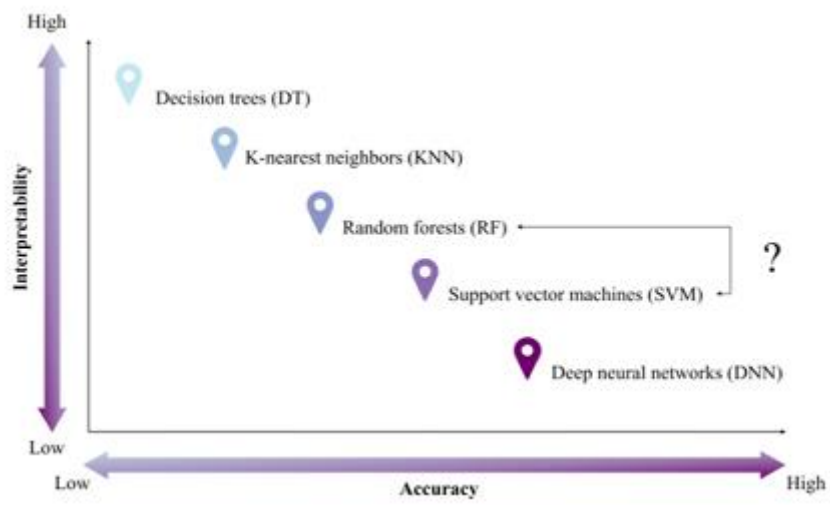 High
Decision trees (DT)
K-nearest neighbors (KNN)
Interpretability
Random forests (RF)
?
Support vector machines (SVM)
Deep neural networks (DNN)
Low
Low
Accuracy
High